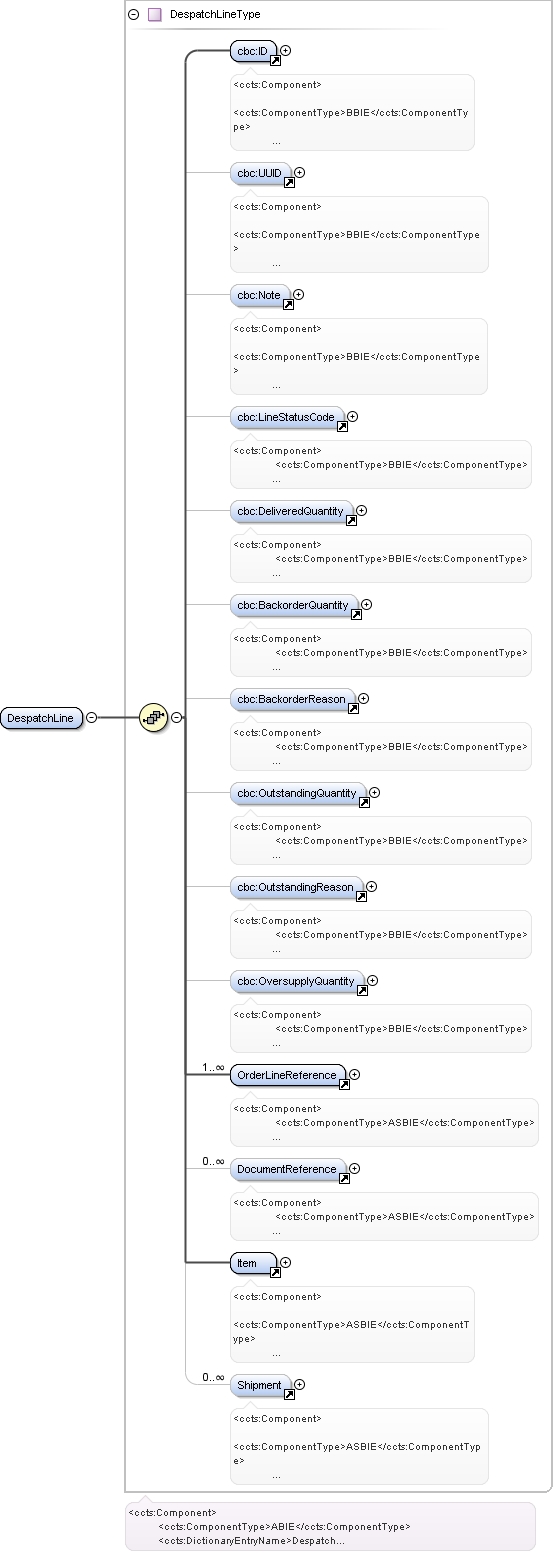 DespatchLineType
cbc:ID
<ccts:Component>
<ccts:ComponentType>BBIE</ccts:ComponentTy
pe>
...
cbc:UUID
<ccts:Component>
<ccts:ComponentType>BBIE</ccts:ComponentType
>
...
cbc:Note
<ccts:Component>
<ccts:ComponentType>BBIE</ccts:ComponentType
>
...
cbc:LineStatusCode
<ccts:Component>
<ccts:ComponentType>BBIE</ccts:ComponentType>
...
cbc:DeliveredQuantity
<ccts:Component>
<ccts:ComponentType>BBIE</ccts:ComponentType>
...
cbc:BackorderQuantity
<ccts:Component>
<ccts:ComponentType>BBIE</ccts:ComponentType>
...
cbc:BackorderReason
<ccts:Component>
<ccts:ComponentType>BBIE</ccts:ComponentType>
...
DespatchLine
cbc:OutstandingQuantity
<ccts:Component>
<ccts:ComponentType>BBIE</ccts:ComponentType>
...
cbc:OutstandingReason
<ccts:Component>
<ccts:ComponentType>BBIE</ccts:ComponentType>
...
cbc:OversupplyQuantity
<ccts:Component>
<ccts:ComponentType>BBIE</ccts:ComponentType>
...
1..∞ OrderLineReference
<ccts:Component>
<ccts:ComponentType>ASBIE</ccts:ComponentType>
...
0..∞ DocumentReference
<ccts:Component>
<ccts:ComponentType>ASBIE</ccts:ComponentType>
...
Item
<ccts:Component>
<ccts:ComponentType>ASBIE</ccts:ComponentT
ype>
...
0..∞ Shipment
<ccts:Component>
<ccts:ComponentType>ASBIE</ccts:ComponentTyp
e>
...
<ccts:Component>
<ccts:ComponentType>ABIE</ccts:ComponentType>
<ccts:DictionaryEntryName>Despatch...